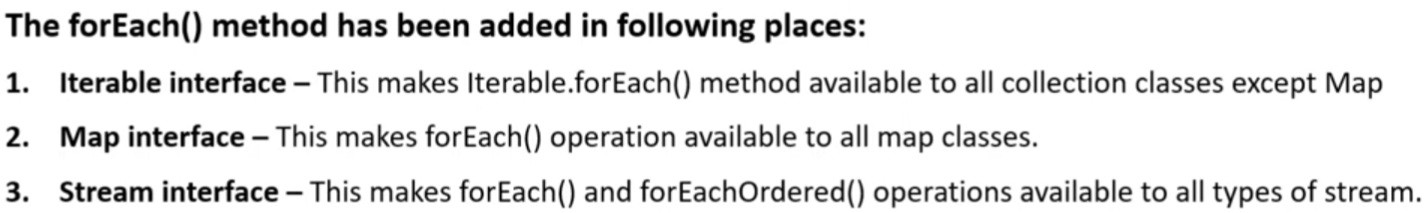 The forEach() method has been added in following places:
1. Iterable interface – This makes Iterable.forEach() method available to all collection classes except Map
2. Map interface – This makes forEach() operation available to all map classes.
3. Stream interface – This makes forEach() and forEachOrdered() operations available to all types of stream.